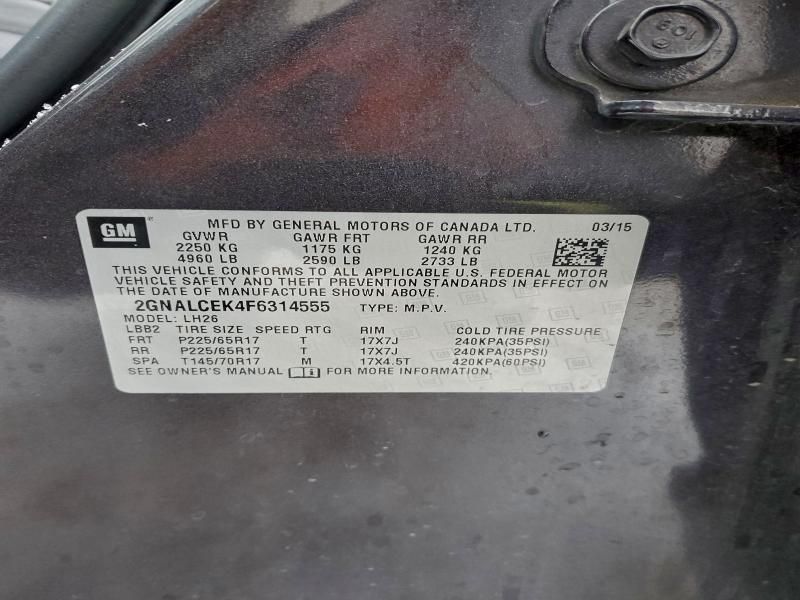 108
GM
MFD BY GENERAL MOTORS OF CANADA LTD. 03/15
GVWR GAWR FRT GAWR RR
2250 KG 1175 KG 1240 KG
4960 LB 2590 LB 2733 LB
THIS VEHICLE CONFORMS TO ALL APPLICABLE U.S. FEDERAL MOTOR
VEHICLE SAFETY AND THEFT PREVENTION STANDARDS IN EFFECT ON
THE DATE OF MANUFACTURE SHOWN ABOVE.
2GNALCEK4F6314555 TYPE: M.P.V.
MODEL: LH26
LBB2 TIRE SIZE SPEED RTG RIM COLD TIRE PRESSURE
FRT P225/65R17 T 17X7J 240KPA(35PSI)
RR P225/65R17 T 17X7J 240KPA(35PSI)
SPA T145/70R17 M 17X4.5T 420KPA(60PSI)
SEE OWNER'S MANUAL FOR MORE INFORMATION.